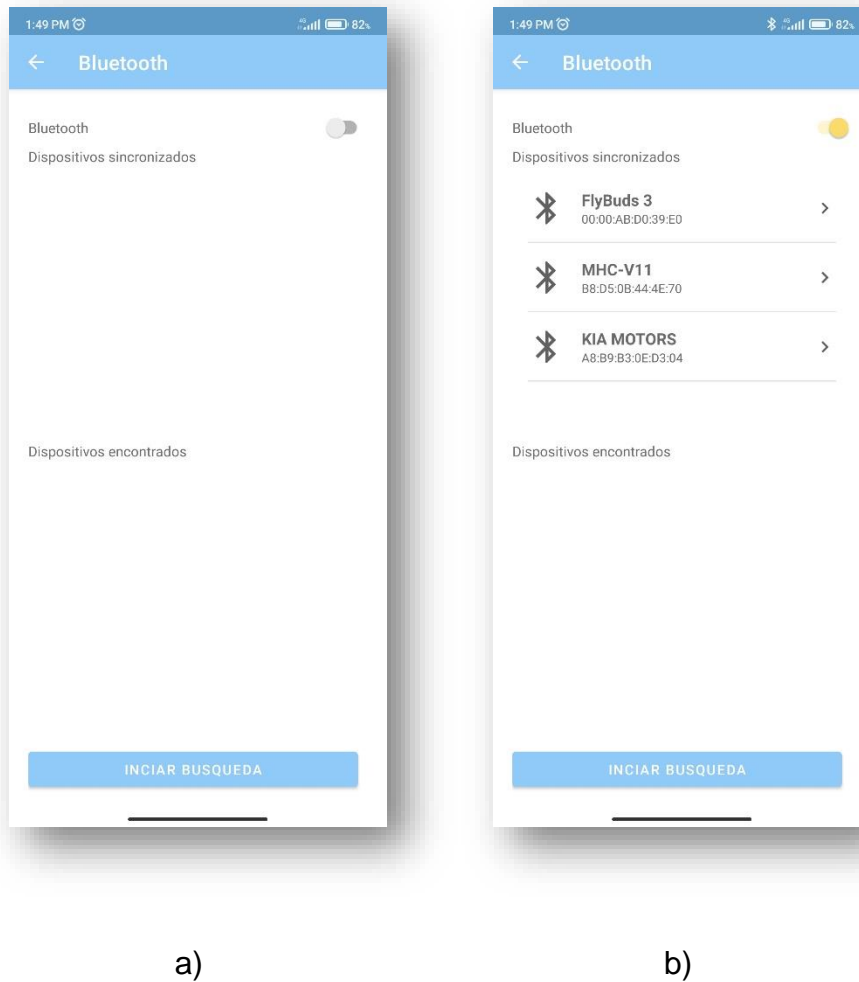 1:49 PM 4G 82%
Bluetooth
Bluetooth
Dispositivos sincronizados
Dispositivos encontrados
INCIAR BUSQUEDA
a)
1:49 PM 4G 82%
Bluetooth
Bluetooth
Dispositivos sincronizados
FlyBuds 3
00:00:AB:D0:39:E0
MHC-V11
B8:D5:0B:44:4E:70
KIA MOTORS
A8:B9:B3:0E:D3:04
Dispositivos encontrados
INCIAR BUSQUEDA
b)